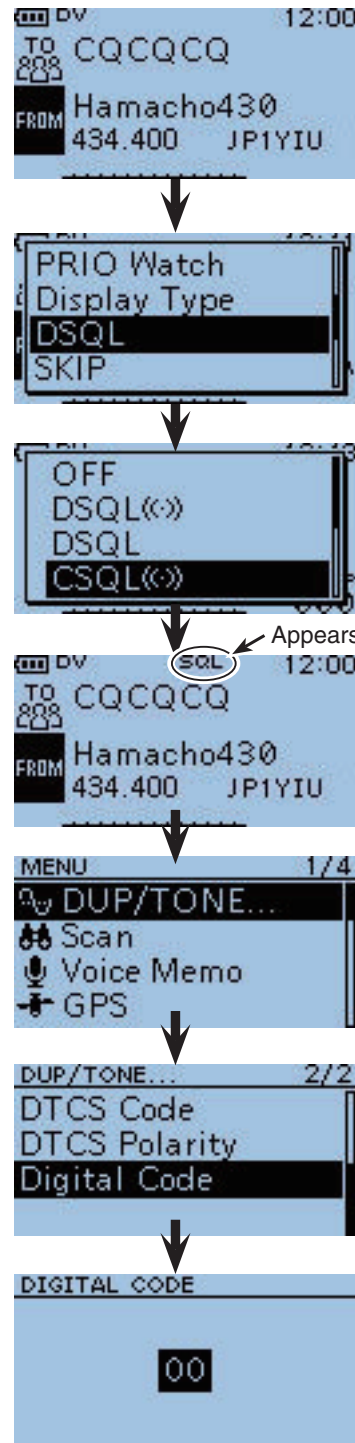 DV 12:00
TO CQCQCQ
FROM Hamacho430
434.400 JP1YIU
PRIO Watch
Display Type
DSQL
SKIP
OFF
DSQL((·))
DSQL
CSQL((·))
Appears
DV SQL 12:00
TO CQCQCQ
FROM Hamacho430
434.400 JP1YIU
MENU 1/4
DUP/TONE...
Scan
Voice Memo
GPS
DUP/TONE... 2/2
DTCS Code
DTCS Polarity
Digital Code
DIGITAL CODE
00